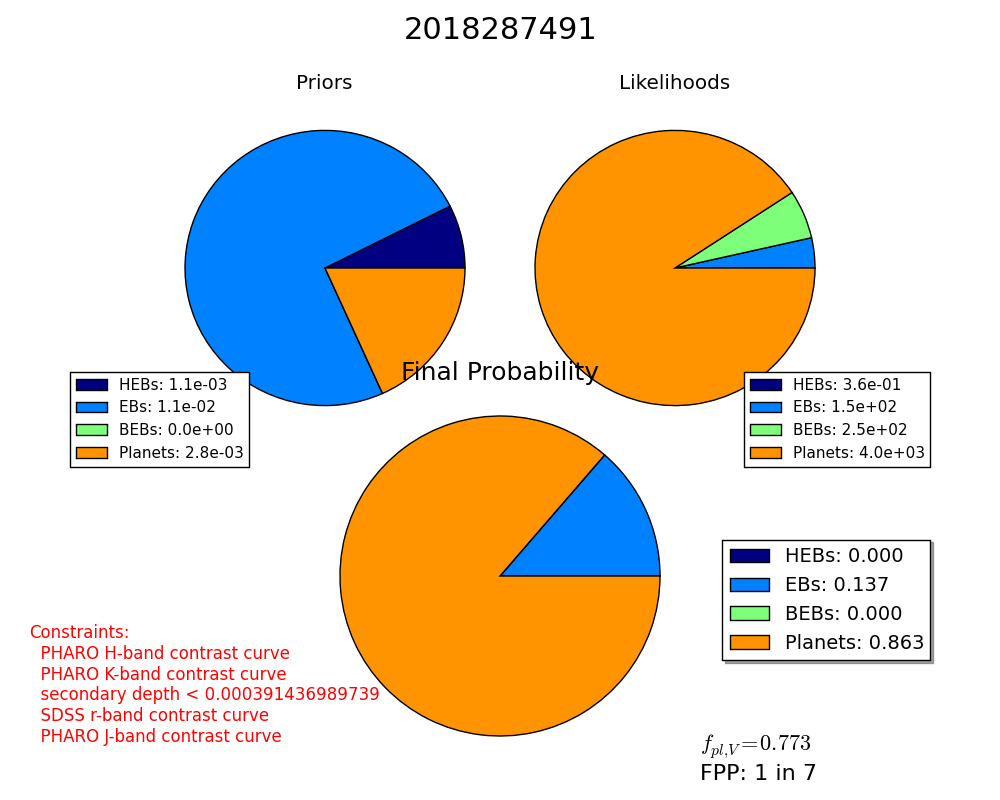 2018287491
Priors
Likelihoods
HEBs: 1.1e-03
EBs: 1.1e-02
BEBs: 0.0e+00
Planets: 2.8e-03
HEBs: 3.6e-01
EBs: 1.5e+02
BEBs: 2.5e+02
Planets: 4.0e+03
Final Probability
HEBs: 0.000
EBs: 0.137
BEBs: 0.000
Planets: 0.863
Constraints:
PHARO H-band contrast curve
PHARO K-band contrast curve
secondary depth < 0.000391436989739
SDSS r-band contrast curve
PHARO J-band contrast curve
f_{pl,V}=0.773
FPP: 1 in 7